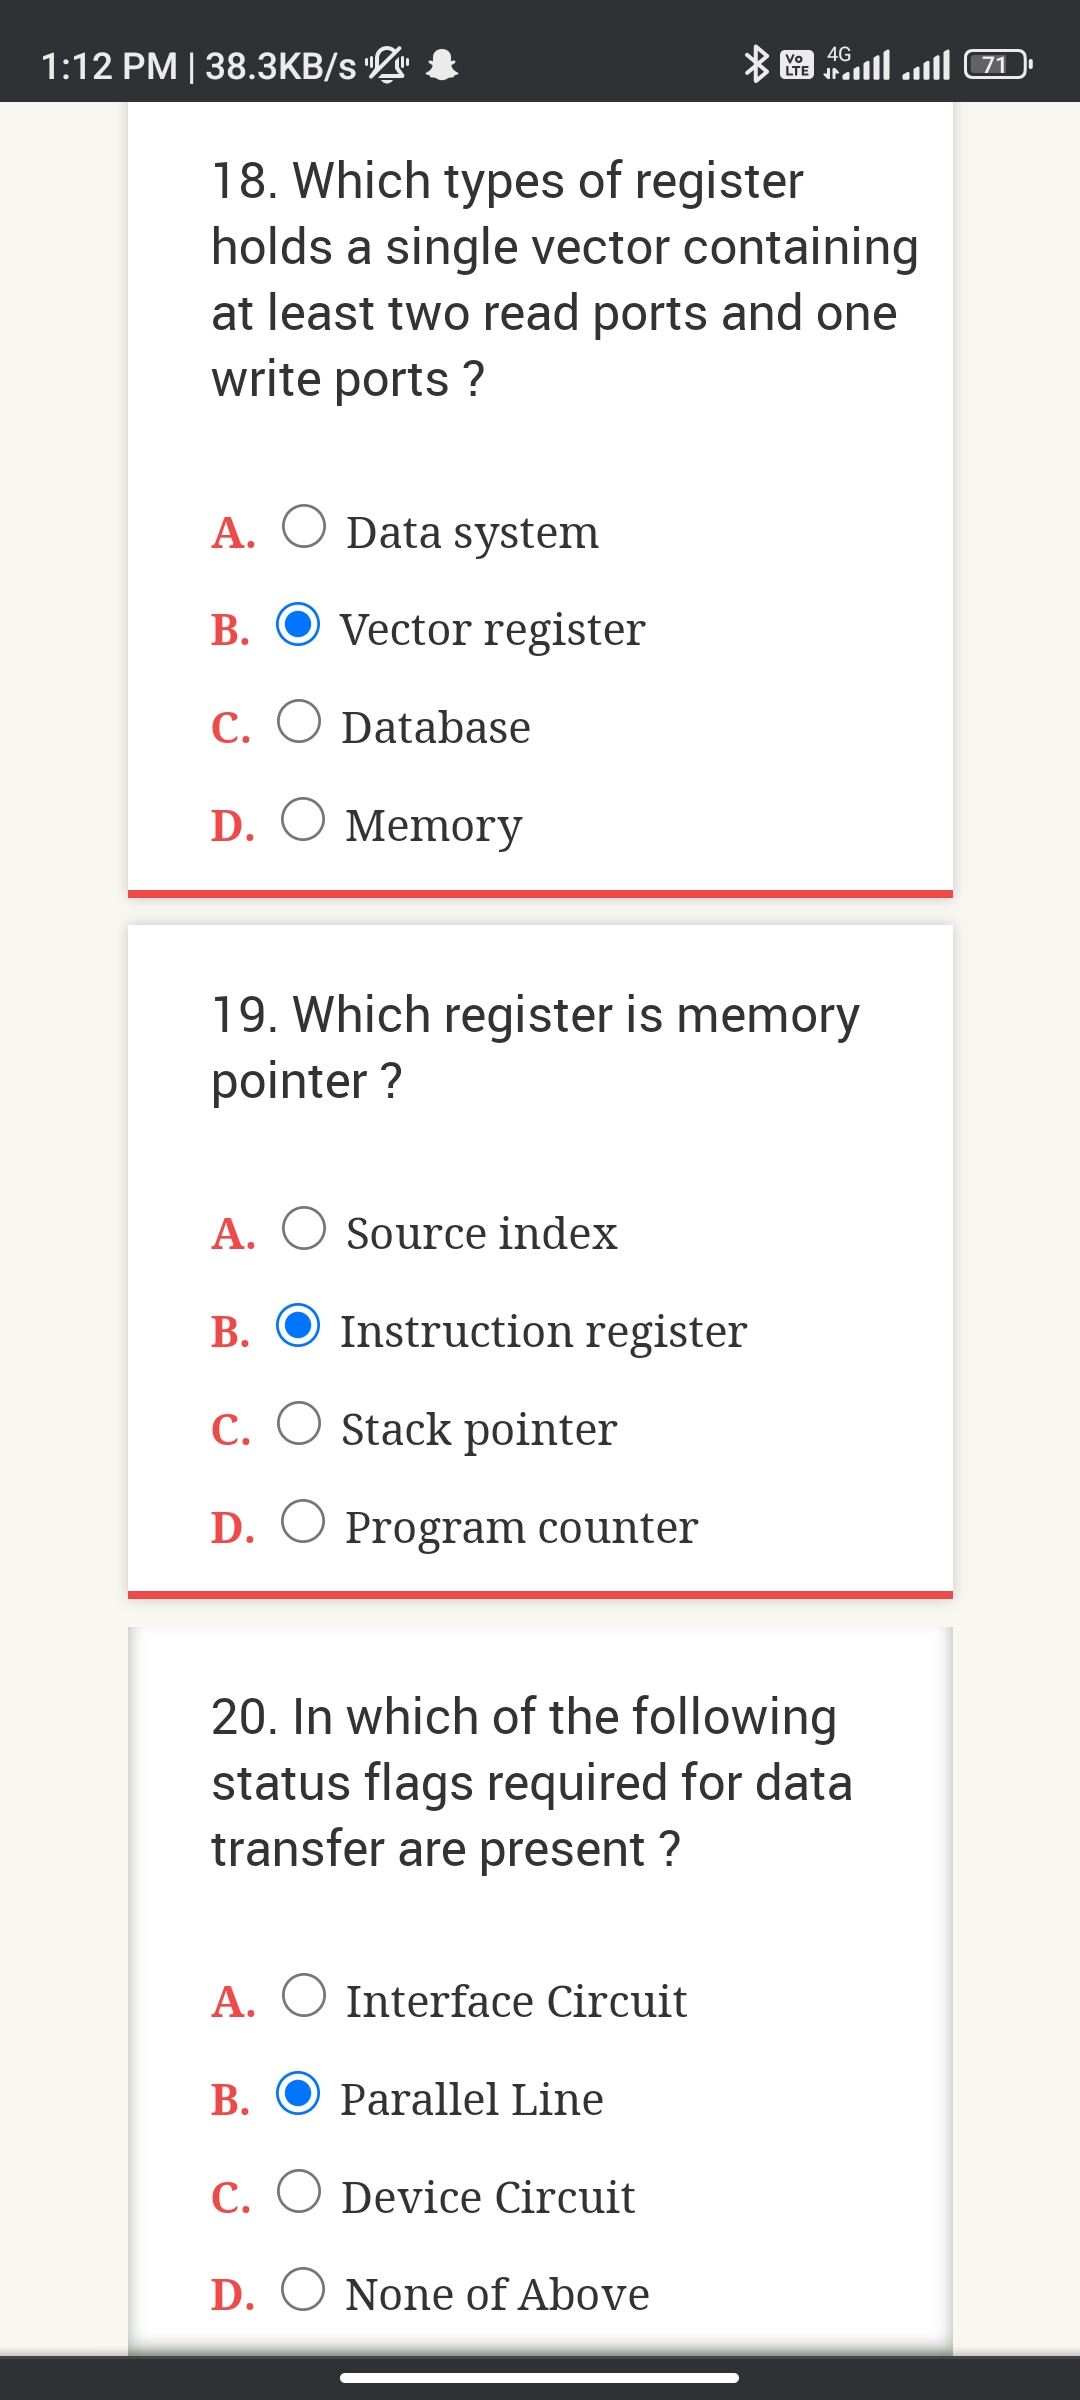 1:12 PM | 38.3KB/s Vo LTE 4G 71
18. Which types of register
holds a single vector containing
at least two read ports and one
write ports ?
A. Data system
B. Vector register
C. Database
D. Memory
19. Which register is memory
pointer ?
A. Source index
B. Instruction register
C. Stack pointer
D. Program counter
20. In which of the following
status flags required for data
transfer are present ?
A. Interface Circuit
B. Parallel Line
C. Device Circuit
D. None of Above